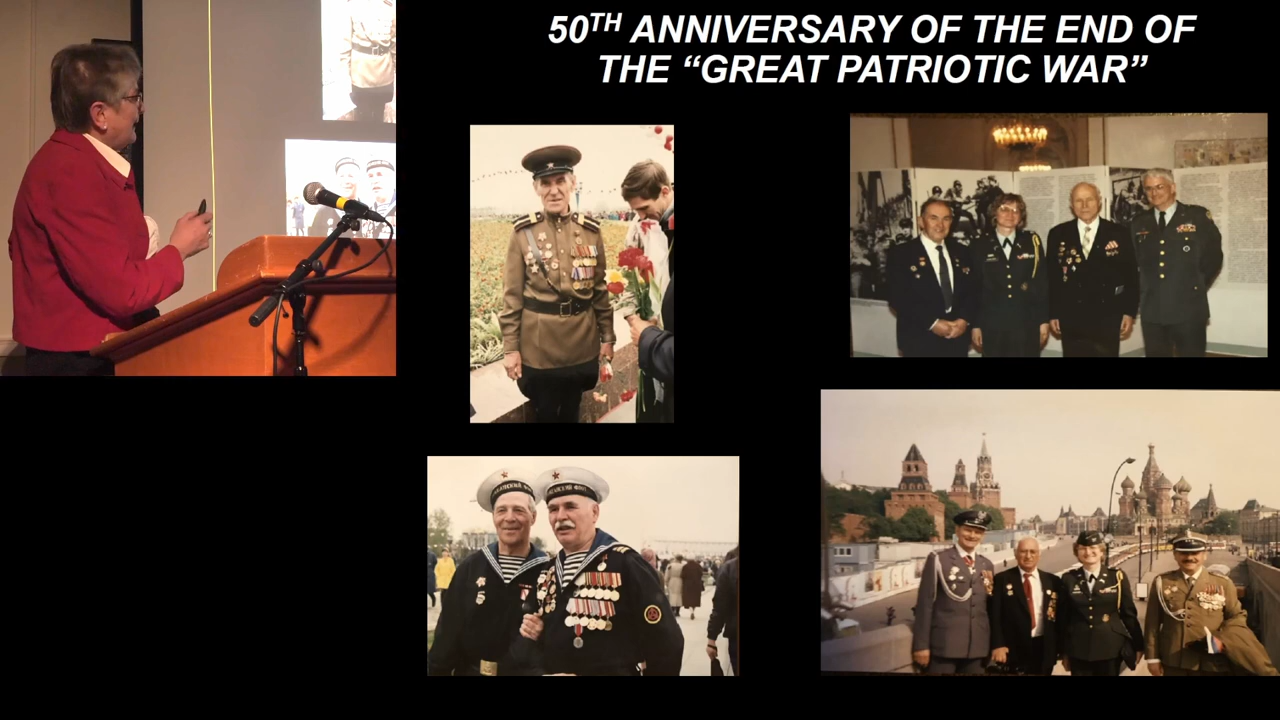 50TH ANNIVERSARY OF THE END OF
THE “GREAT PATRIOTIC WAR”